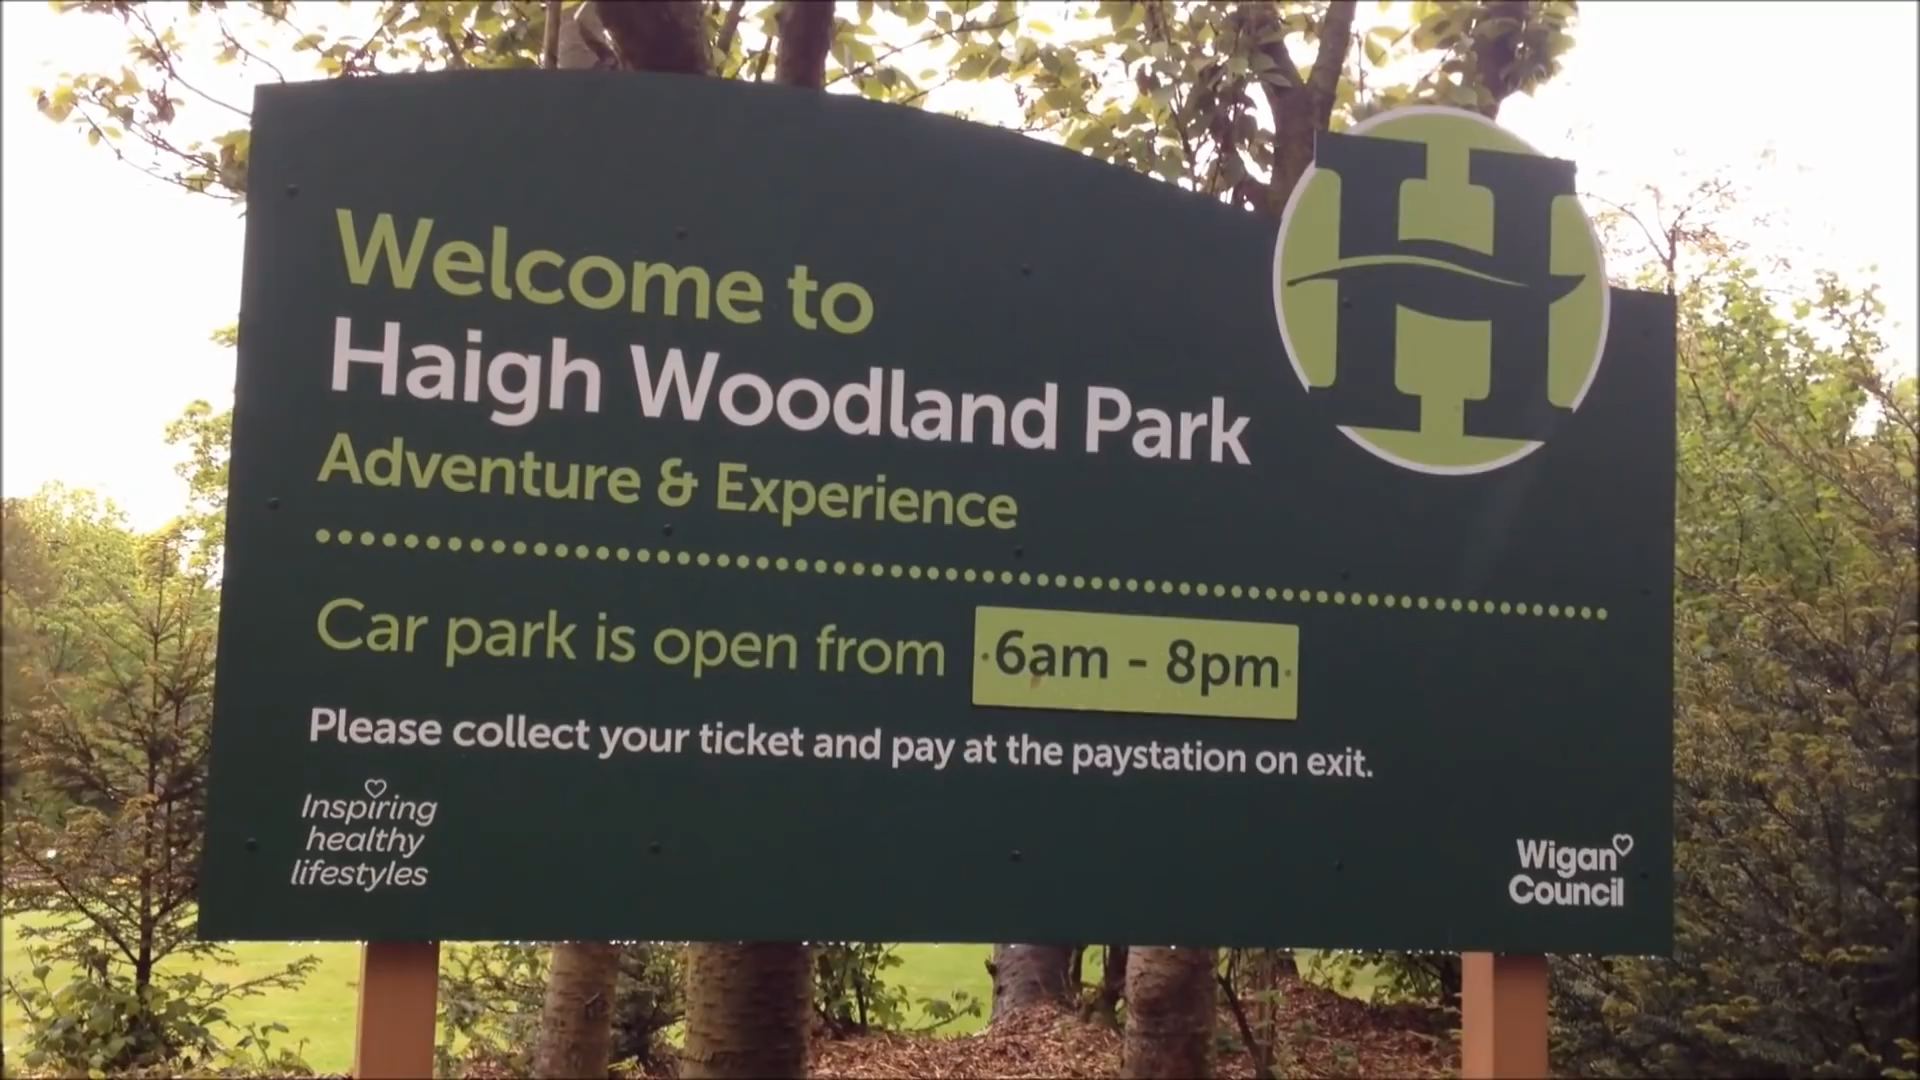 H
Welcome to
Haigh Woodland Park
Adventure & Experience
Car park is open from 6am - 8pm
Please collect your ticket and pay at the paystation on exit.
Inspiring
healthy
lifestyles
Wigan
Council